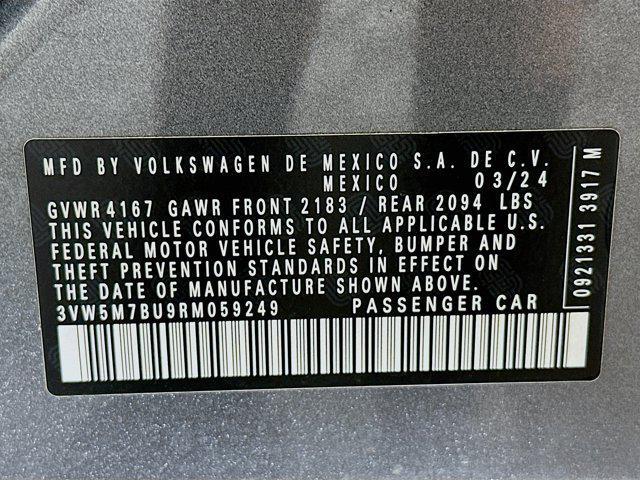 MFD BY VOLKSWAGEN DE MEXICO S.A. DE C.V.
MEXICO 03/24
GVWR 4167 GAWR FRONT 2183 / REAR 2094 LBS
THIS VEHICLE CONFORMS TO ALL APPLICABLE U.S.
FEDERAL MOTOR VEHICLE SAFETY, BUMPER AND
THEFT PREVENTION STANDARDS IN EFFECT ON
THE DATE OF MANUFACTURE SHOWN ABOVE.
3VW5M7BU9RM059249 PASSENGER CAR
0921331 3917 M